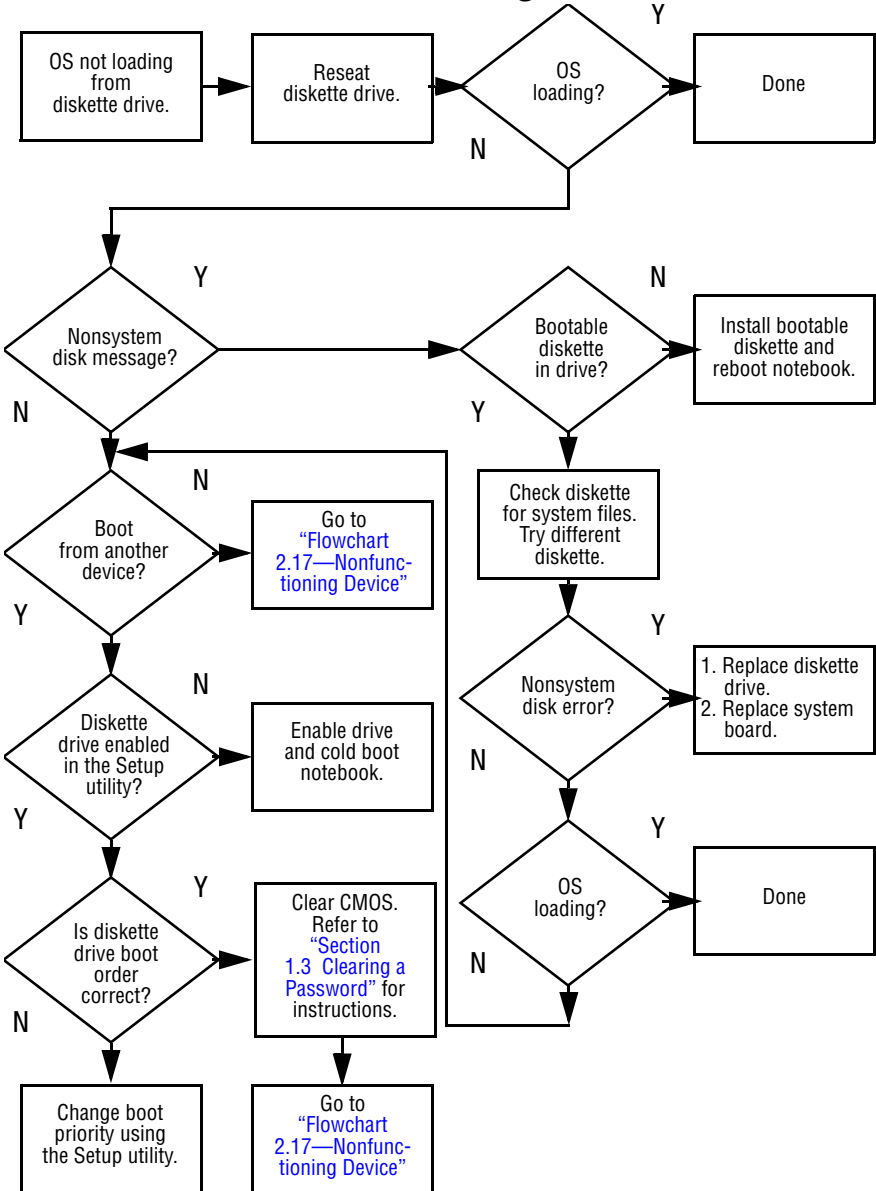 OS not loading
from
diskette drive.
Reseat
diskette drive.
OS
loading?
Y
N
Done
Nonsystem
disk message?
Y
N
Bootable
diskette
in drive?
N
Y
Install bootable
diskette and
reboot notebook.
Boot
from another
device?
N
Y
Go to
“Flowchart
2.17—Nonfunc-
tioning Device”
Check diskette
for system files.
Try different
diskette.
Diskette
drive enabled
in the Setup
utility?
N
Y
Enable drive
and cold boot
notebook.
Nonsystem
disk error?
Y
N
1. Replace diskette
drive.
2. Replace system
board.
Is diskette
drive boot
order
correct?
Y
N
Clear CMOS.
Refer to
“Section
1.3 Clearing a
Password” for
instructions.
OS
loading?
Y
N
Done
Change boot
priority using
the Setup utility.
Go to
“Flowchart
2.17—Nonfunc-
tioning Device”